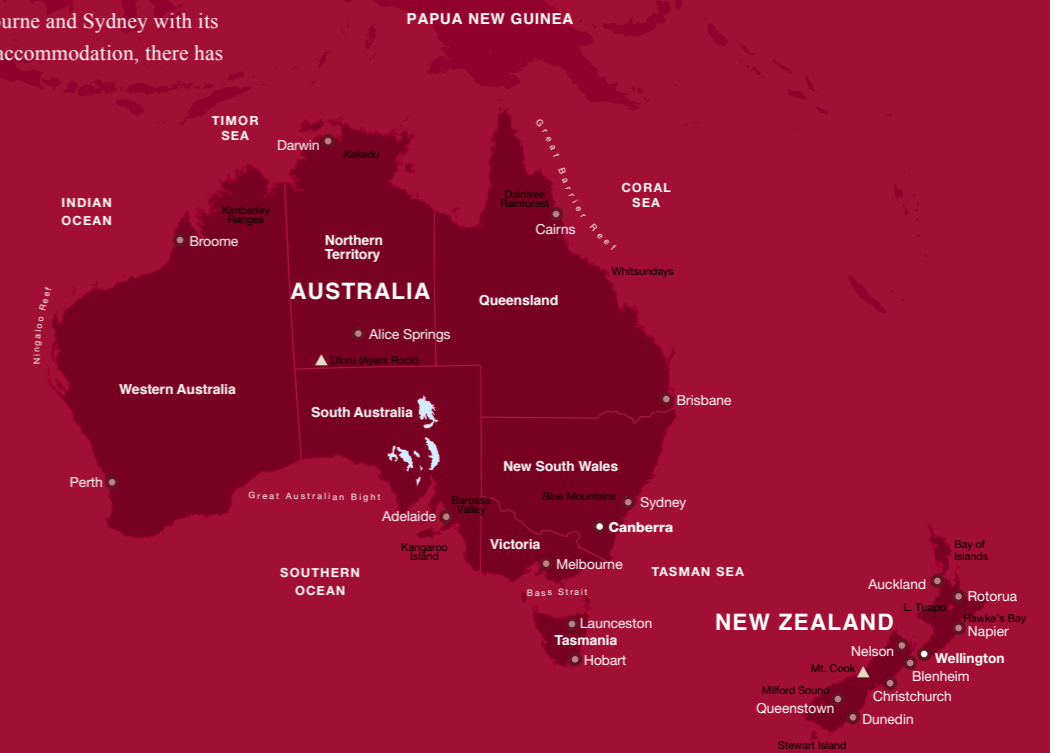 urne and Sydney with its
accommodation, there has
PAPUA NEW GUINEA
TIMOR
SEA
Darwin
Kakadu
Great Barrier Reef
INDIAN
OCEAN
CORAL
SEA
Kimberley
Ranges
Daintree
Rainforest
Broome
Cairns
Northern
Territory
Whitsundays
AUSTRALIA
Queensland
Ningaloo Reef
Alice Springs
Uluru (Ayers Rock)
Western Australia
South Australia
Brisbane
New South Wales
Perth
Great Australian Bight
Barossa
Valley
Blue Mountains
Sydney
Adelaide
Canberra
Kangaroo
Island
Victoria
Melbourne
SOUTHERN
OCEAN
TASMAN SEA
Bass Strait
Launceston
Tasmania
Hobart
Bay of
Islands
Auckland
Rotorua
L. Tuapo
NEW ZEALAND
Hawke's Bay
Napier
Nelson
Wellington
Mt. Cook
Blenheim
Milford Sound
Christchurch
Queenstown
Dunedin
Stewart Island